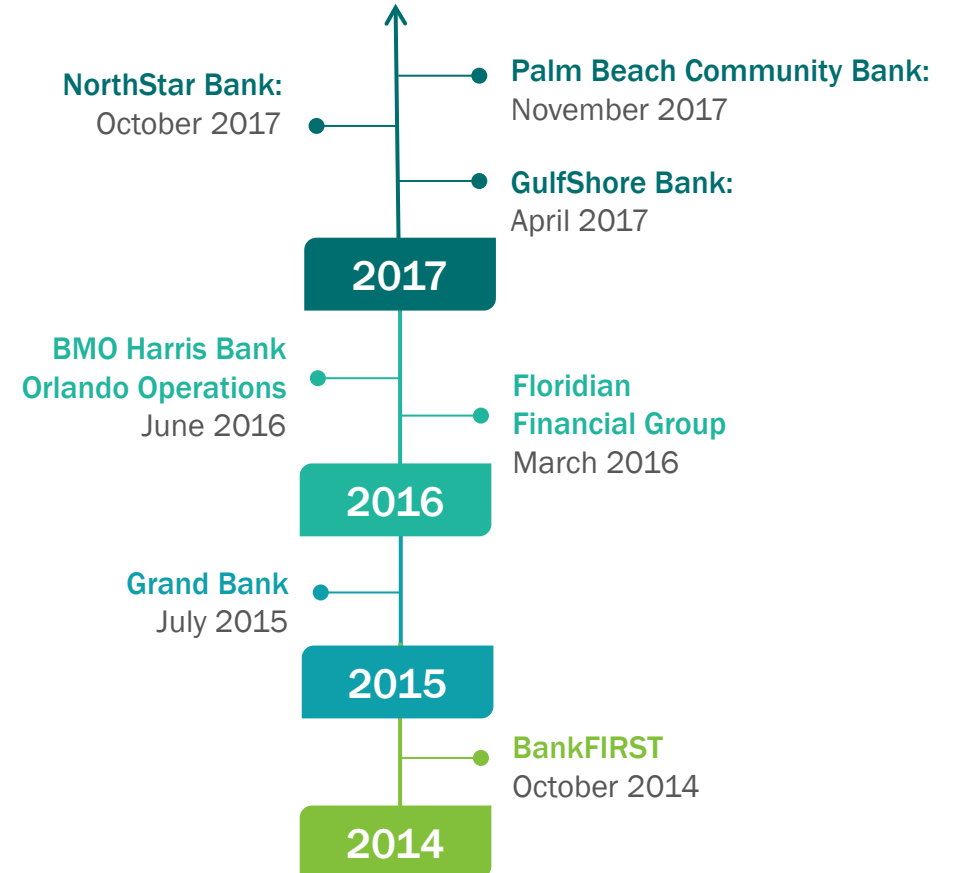 Palm Beach Community Bank:
November 2017
NorthStar Bank:
October 2017
GulfShore Bank:
April 2017
2017
BMO Harris Bank
Orlando Operations
June 2016
Floridian
Financial Group
March 2016
2016
Grand Bank
July 2015
2015
BankFIRST
October 2014
2014